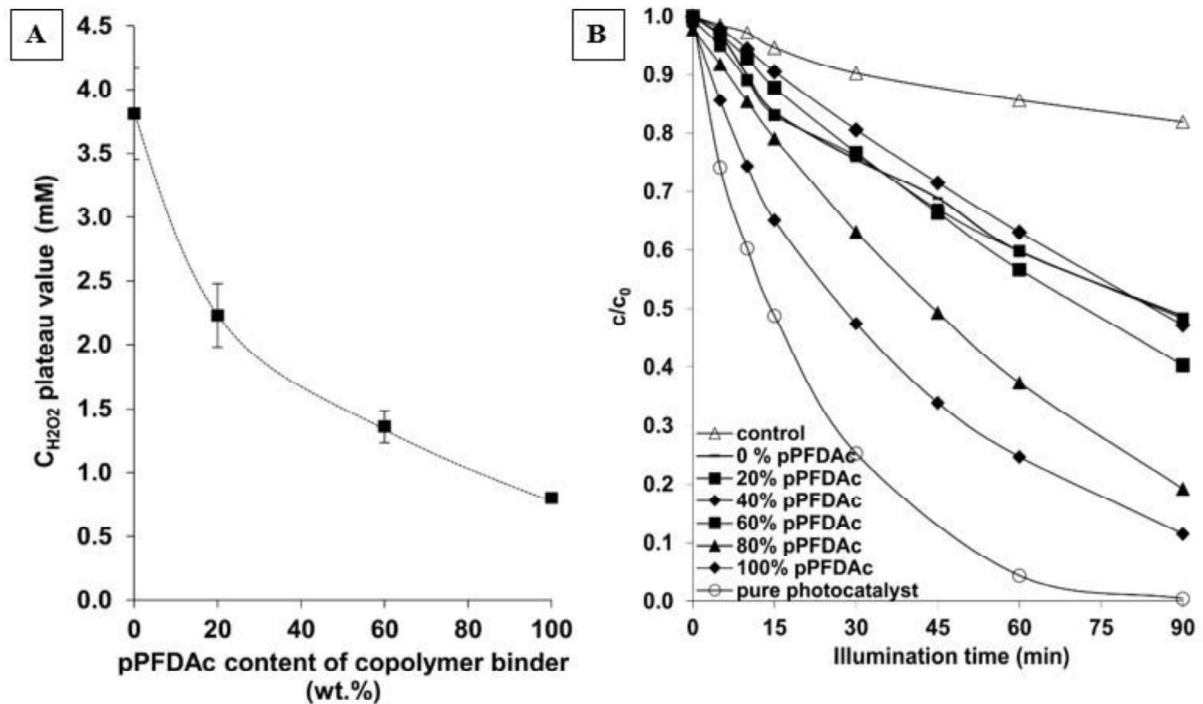 A
4.5
4.0
3.5
3.0
2.5
2.0
1.5
1.0
0.5
0.0
C_H2O2 plateau value (mM)
0 20 40 60 80 100
pPFDAc content of copolymer binder
(wt.%)
B
1.0
0.9
0.8
0.7
0.6
0.5
0.4
0.3
0.2
0.1
0.0
c/c0
control
0 % pPFDAc
20% pPFDAc
40% pPFDAc
60% pPFDAc
80% pPFDAc
100% pPFDAc
pure photocatalyst
0 15 30 45 60 75 90
Illumination time (min)